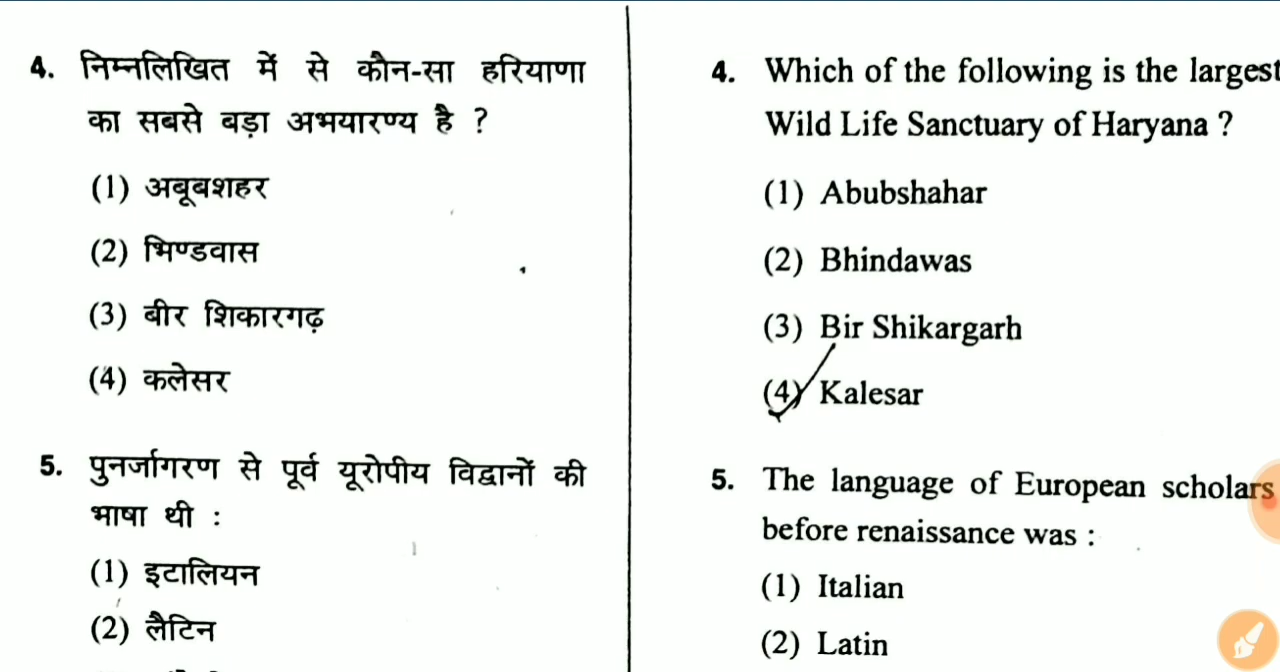 4. निम्नलिखित में से कौन-सा हरियाणा
का सबसे बड़ा अभयारण्य है ?
(1) अबूबशहर
(2) भिण्डवास
(3) बीर शिकारगढ़
(4) कलेसर
5. पुनर्जागरण से पूर्व यूरोपीय विद्वानों की
भाषा थी :
(1) इटालियन
(2) लैटिन
4. Which of the following is the largest
Wild Life Sanctuary of Haryana ?
(1) Abubshahar
(2) Bhindawas
(3) Bir Shikargarh
(4) Kalesar
5. The language of European scholars
before renaissance was :
(1) Italian
(2) Latin